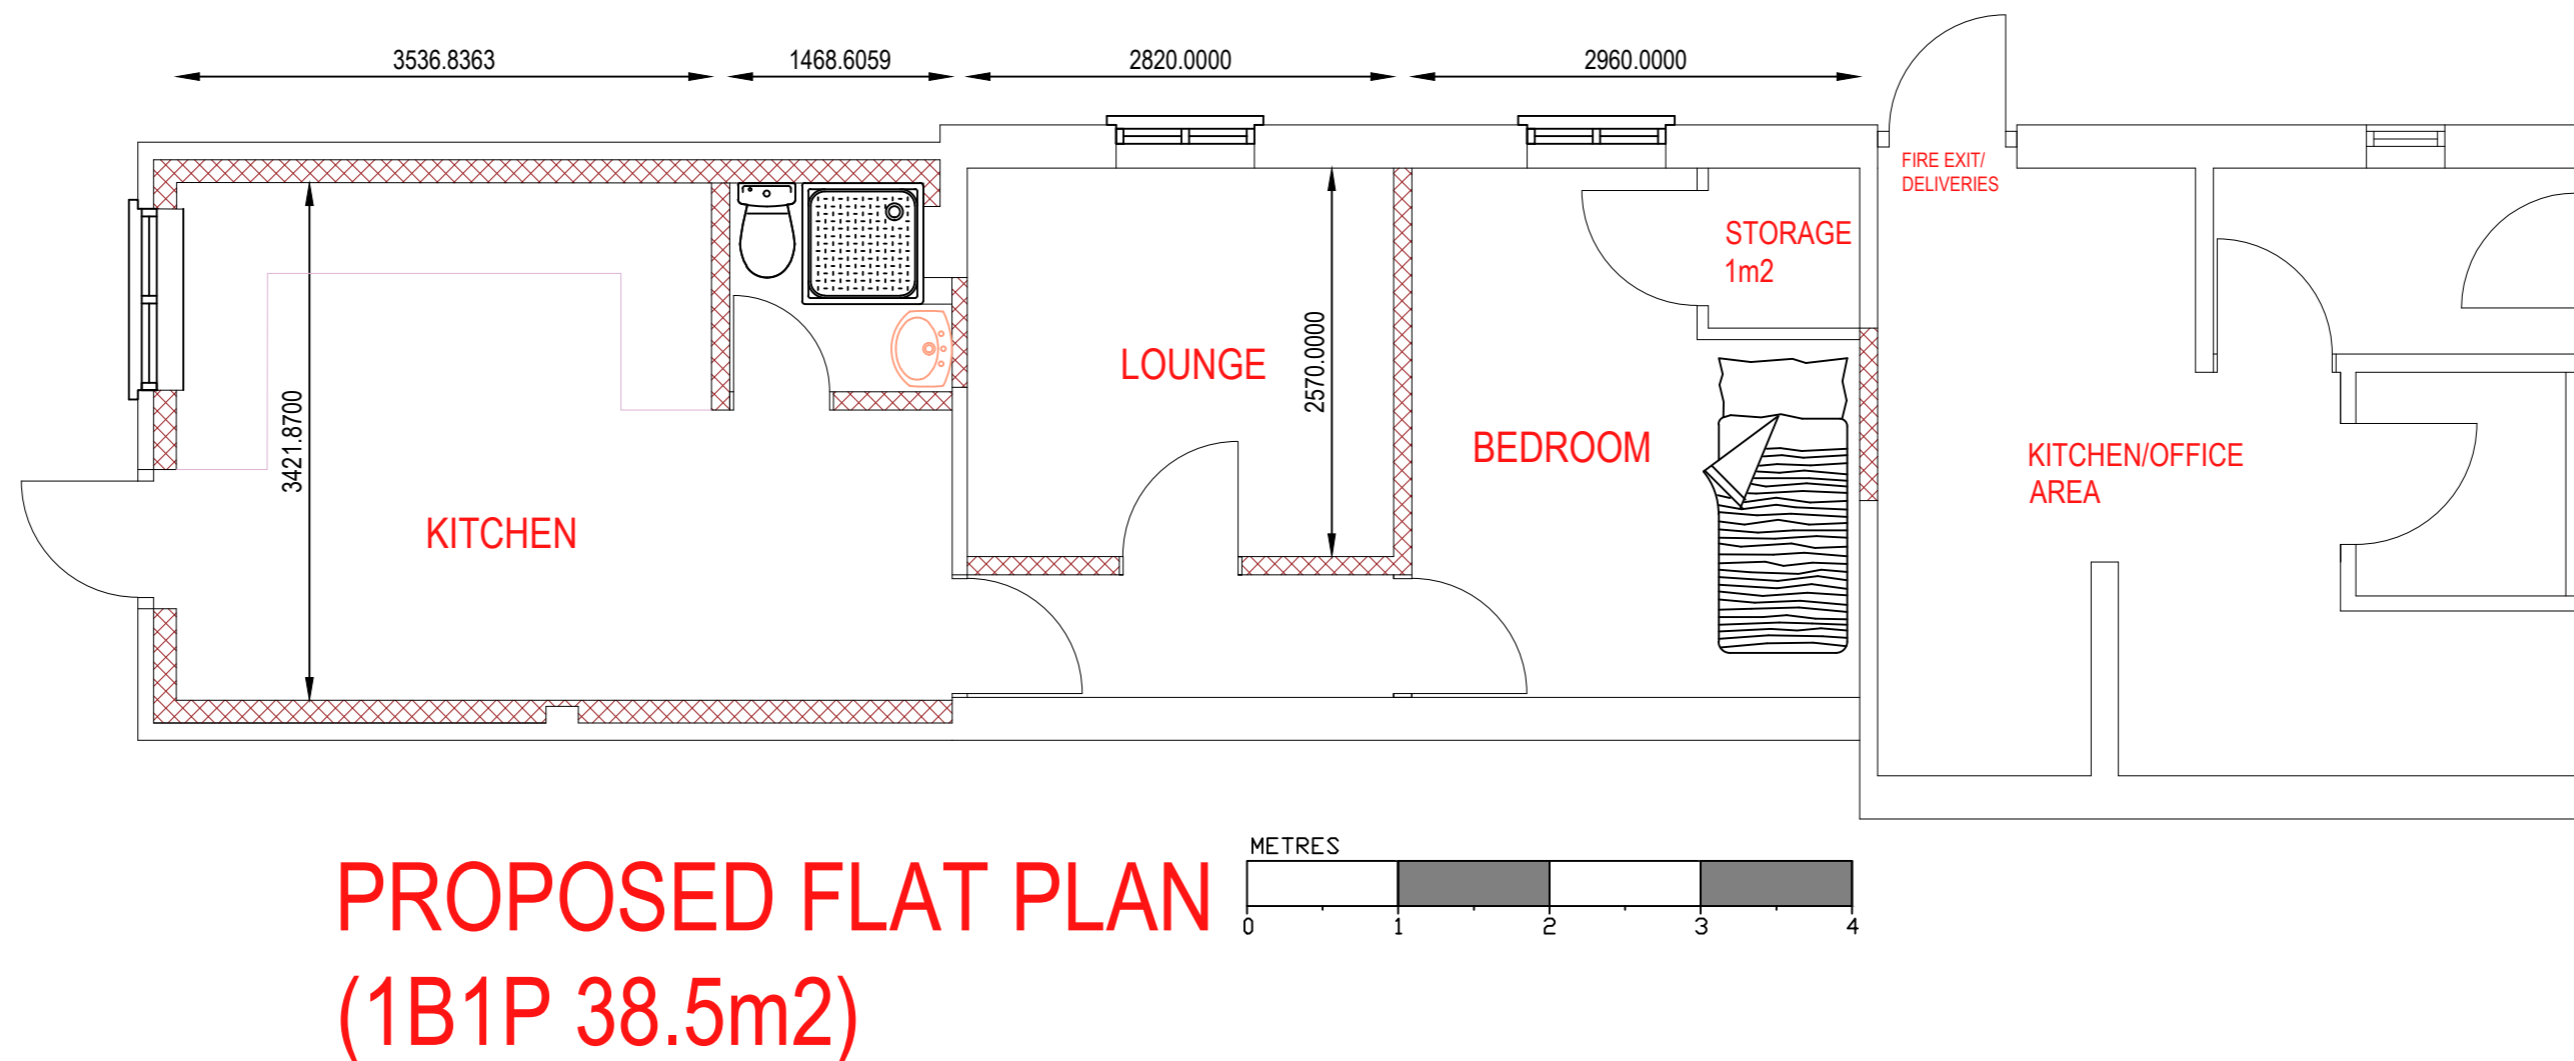 3536.8363
1468.6059
2820.0000
2960.0000
FIRE EXIT/
DELIVERIES
STORAGE
1m2
LOUNGE
2570.0000
3421.8700
BEDROOM
KITCHEN/OFFICE
AREA
KITCHEN
METRES
0 1 2 3 4
PROPOSED FLAT PLAN
(1B1P 38.5m2)